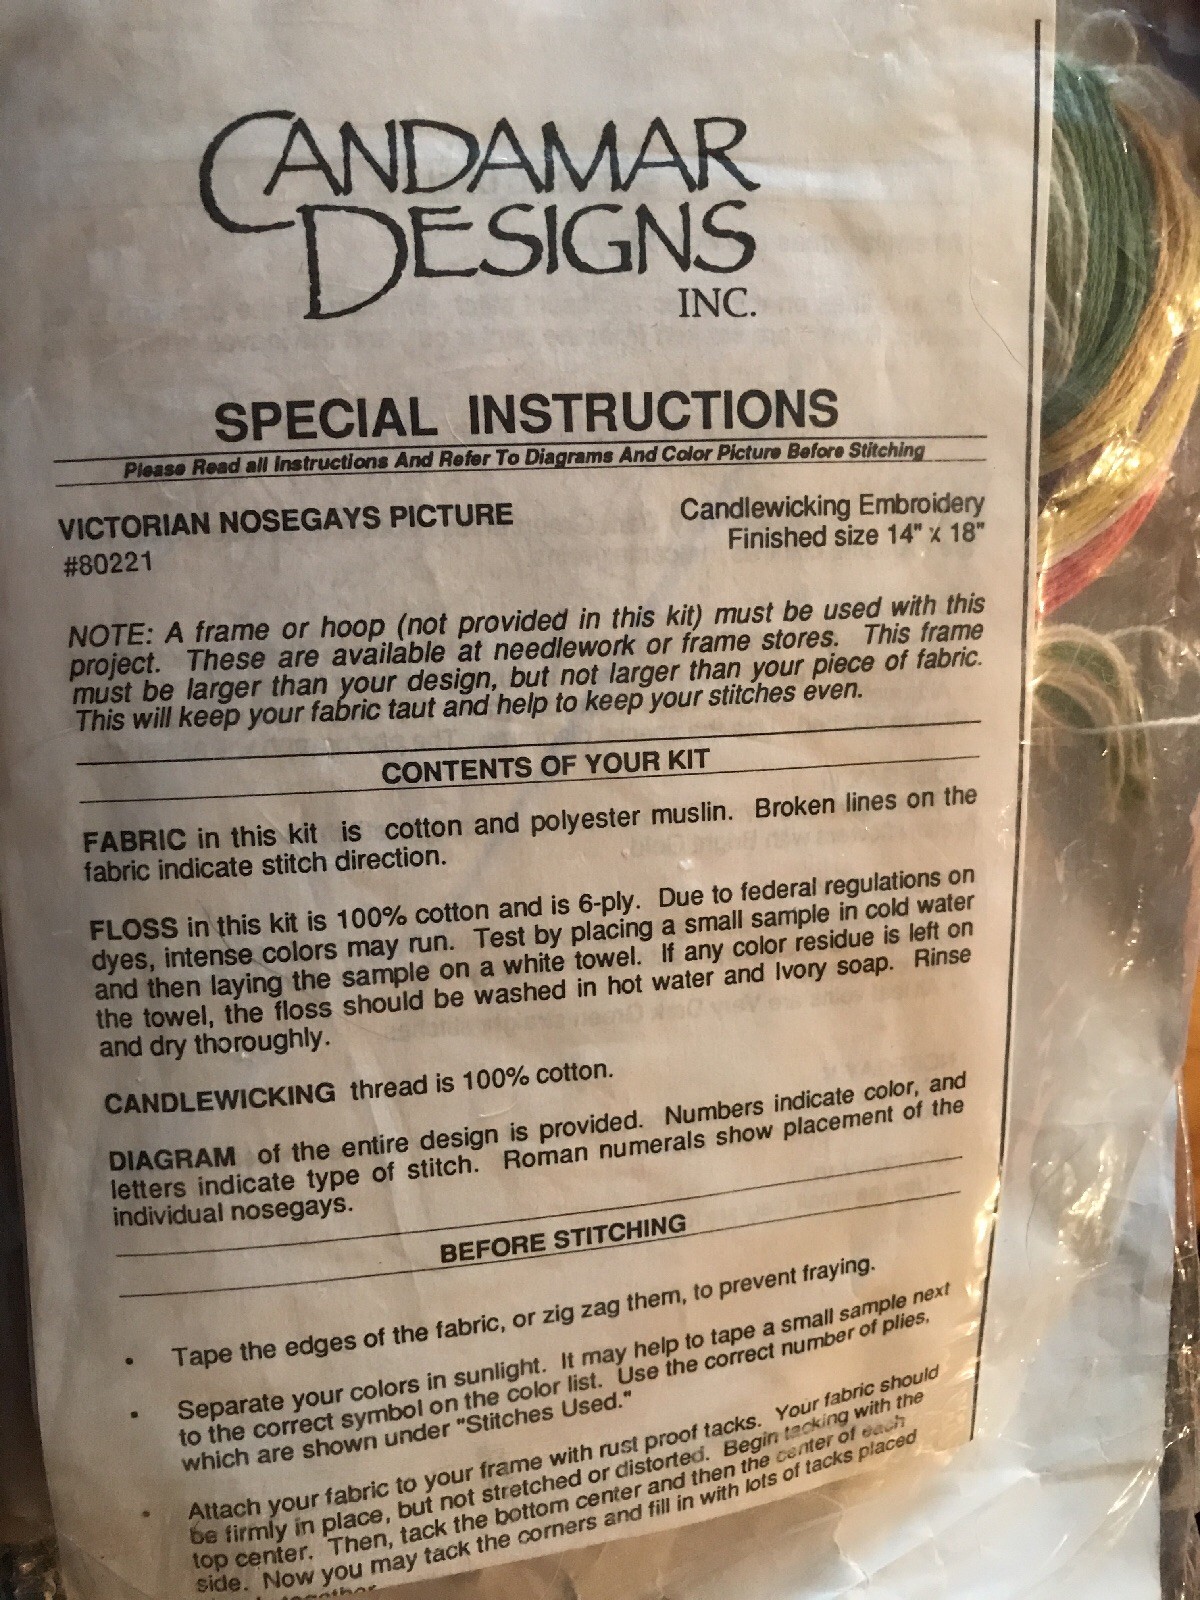 CANDAMAR
DESIGNS
INC.
SPECIAL INSTRUCTIONS
Please Read all Instructions And Refer To Diagrams And Color Picture Before Stitching
VICTORIAN NOSEGAYS PICTURE
#80221
Candlewicking Embroidery
Finished size 14" x 18"
NOTE: A frame or hoop (not provided in this kit) must be used with this
project. These are available at needlework or frame stores. This frame
must be larger than your design, but not larger than your piece of fabric.
This will keep your fabric taut and help to keep your stitches even.
CONTENTS OF YOUR KIT
FABRIC in this kit is cotton and polyester muslin. Broken lines on the
fabric indicate stitch direction.
FLOSS in this kit is 100% cotton and is 6-ply. Due to federal regulations on
dyes, intense colors may run. Test by placing a small sample in cold water
and then laying the sample on a white towel. If any color residue is left on
the towel, the floss should be washed in hot water and Ivory soap. Rinse
and dry thoroughly.
CANDLEWICKING thread is 100% cotton.
DIAGRAM of the entire design is provided. Numbers indicate color, and
letters indicate type of stitch. Roman numerals show placement of the
individual nosegays.
BEFORE STITCHING
• Tape the edges of the fabric, or zig zag them, to prevent fraying.
• Separate your colors in sunlight. It may help to tape a small sample next
to the correct symbol on the color list. Use the correct number of plies,
which are shown under "Stitches Used."
• Attach your fabric to your frame with rust proof tacks. Your fabric should
be firmly in place, but not stretched or distorted. Begin tacking with the
top center. Then, tack the bottom center and then the center of each
side. Now you may tack the corners and fill in with lots of tacks placed